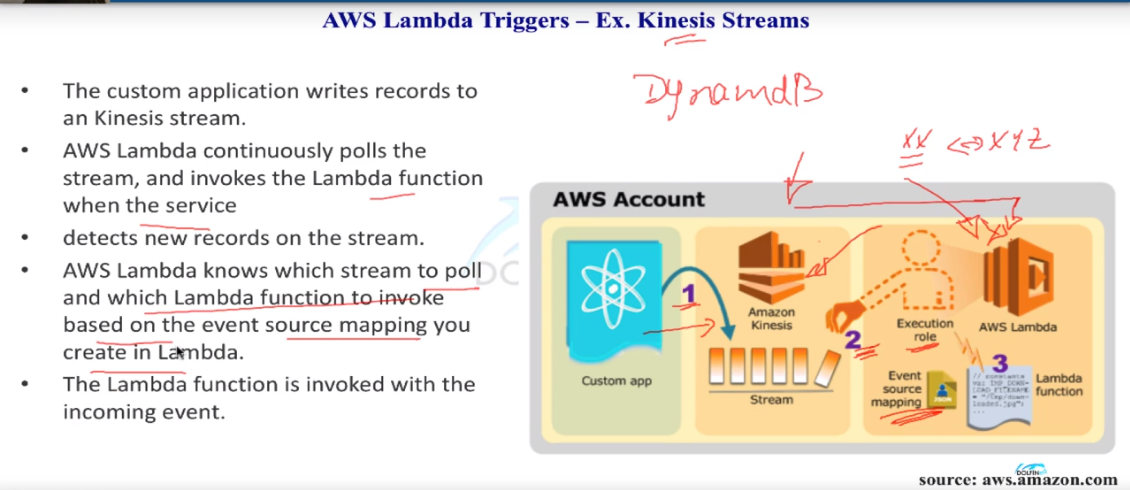 AWS Lambda Triggers – Ex. Kinesis Streams
• The custom application writes records to
an Kinesis stream.
• AWS Lambda continuously polls the
stream, and invokes the Lambda function
when the service
• detects new records on the stream.
• AWS Lambda knows which stream to poll
and which Lambda function to invoke
based on the event source mapping you
create in Lambda.
• The Lambda function is invoked with the
incoming event.
DynamdB
XX <=> XYZ
AWS Account
1
Amazon
Kinesis
Custom app
Stream
2
Execution
role
AWS Lambda
Event
source
mapping
JSON
3
Lambda
function
DOLFIN
source: aws.amazon.com